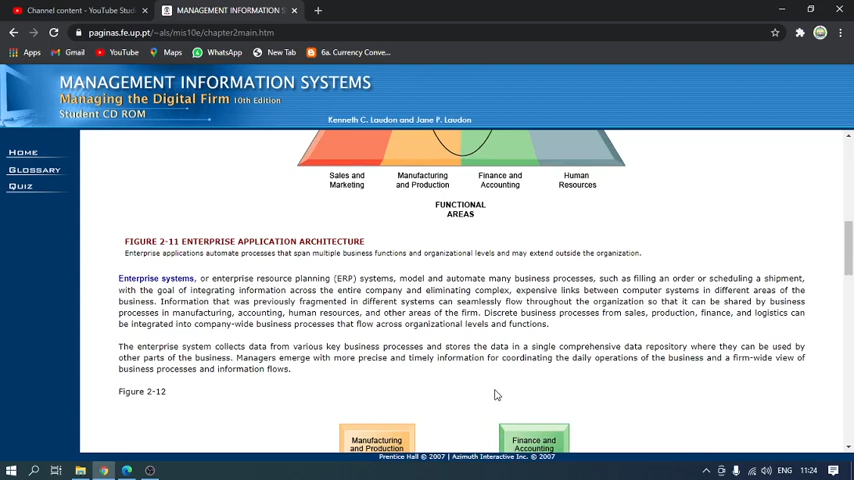 Channel content - YouTube Stud
MANAGEMENT INFORMATION S
paginas.fe.up.pt/~als/mis10e/chapter2main.htm
Apps
Gmail
YouTube
Maps
WhatsApp
New Tab
6a. Currency Conve...
MANAGEMENT INFORMATION SYSTEMS
Managing the Digital Firm 10th Edition
Student CD ROM
Kenneth C. Laudon and Jane P. Laudon
HOME
GLOSSARY
QUIZ
Sales and
Marketing
Manufacturing
and Production
Finance and
Accounting
Human
Resources
FUNCTIONAL
AREAS
FIGURE 2-11 ENTERPRISE APPLICATION ARCHITECTURE
Enterprise applications automate processes that span multiple business functions and organizational levels and may extend outside the organization.
Enterprise systems, or enterprise resource planning (ERP) systems, model and automate many business processes, such as filling an order or scheduling a shipment,
with the goal of integrating information across the entire company and eliminating complex, expensive links between computer systems in different areas of the
business. Information that was previously fragmented in different systems can seamlessly flow throughout the organization so that it can be shared by business
processes in manufacturing, accounting, human resources, and other areas of the firm. Discrete business processes from sales, production, finance, and logistics can
be integrated into company-wide business processes that flow across organizational levels and functions.
The enterprise system collects data from various key business processes and stores the data in a single comprehensive data repository where they can be used by
other parts of the business. Managers emerge with more precise and timely information for coordinating the daily operations of the business and a firm-wide view of
business processes and information flows.
Figure 2-12
Manufacturing
and Production
Finance and
Accounting
Prentice Hall © 2007 | Azimuth Interactive Inc. © 2007
ENG
11:24